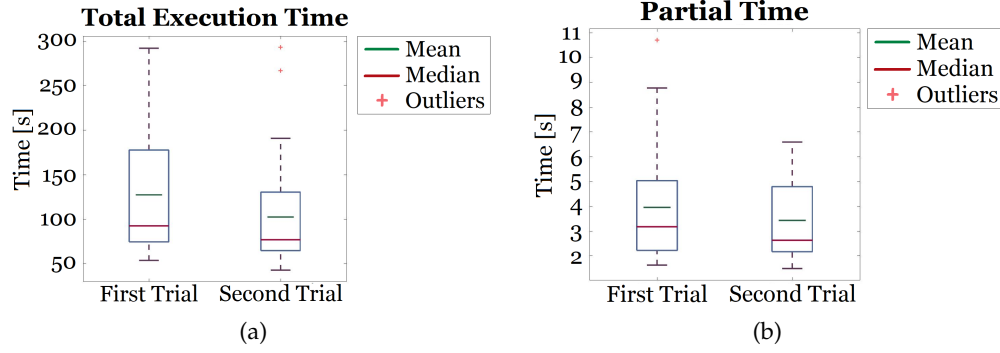 Total Execution Time
300
250
200
150
100
50
Time [s]
First Trial
Second Trial
Mean
Median
Outliers
(a)
Partial Time
11
10
9
8
7
6
5
4
3
2
Time [s]
First Trial
Second Trial
Mean
Median
Outliers
(b)